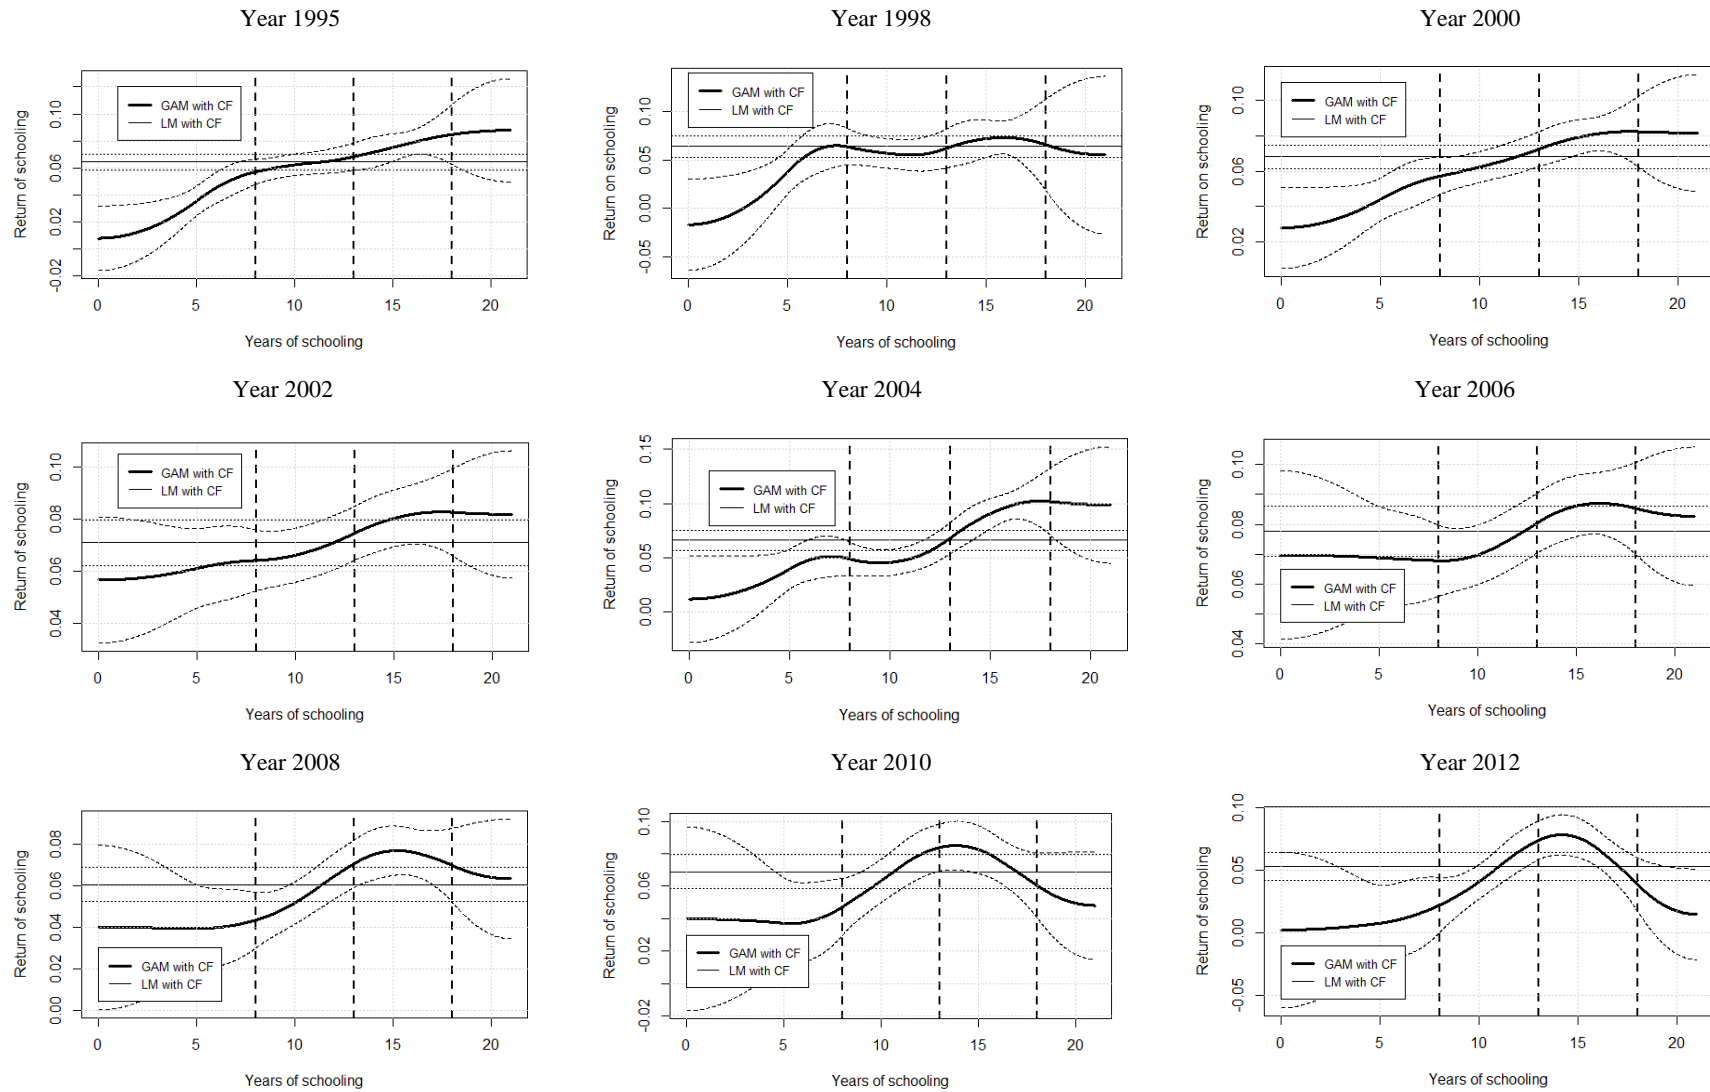 Year 1995
Year 1998
Year 2000
Return of schooling
0.10
0.06
0.02
-0.02
GAM with CF
LM with CF
0 5 10 15 20
Years of schooling
Return on schooling
0.10
0.05
0.00
-0.05
GAM with CF
LM with CF
0 5 10 15 20
Years of schooling
Return of schooling
0.10
0.06
0.02
GAM with CF
LM with CF
0 5 10 15 20
Years of schooling
Year 2002
Year 2004
Year 2006
Return of schooling
0.10
0.08
0.06
0.04
GAM with CF
LM with CF
0 5 10 15 20
Years of schooling
Return of schooling
0.15
0.10
0.05
0.00
GAM with CF
LM with CF
0 5 10 15 20
Years of schooling
Return of schooling
0.10
0.08
0.06
0.04
GAM with CF
LM with CF
0 5 10 15 20
Years of schooling
Year 2008
Year 2010
Year 2012
Return of schooling
0.08
0.06
0.04
0.02
0.00
GAM with CF
LM with CF
0 5 10 15 20
Years of schooling
Return of schooling
0.10
0.06
0.02
-0.02
GAM with CF
LM with CF
0 5 10 15 20
Years of schooling
Return of schooling
0.10
0.05
0.00
-0.05
GAM with CF
LM with CF
0 5 10 15 20
Years of schooling